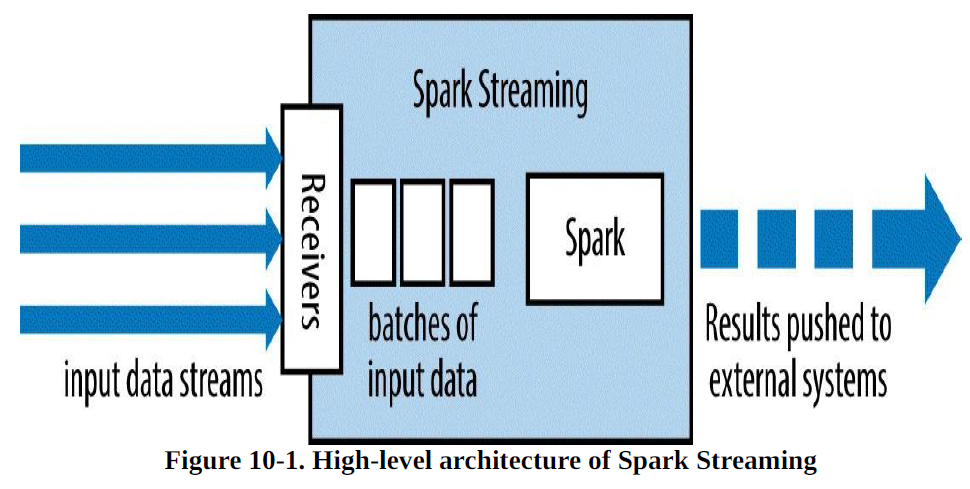 Spark Streaming
Receivers
Spark
batches of
input data
input data streams
Results pushed to
external systems
Figure 10-1. High-level architecture of Spark Streaming